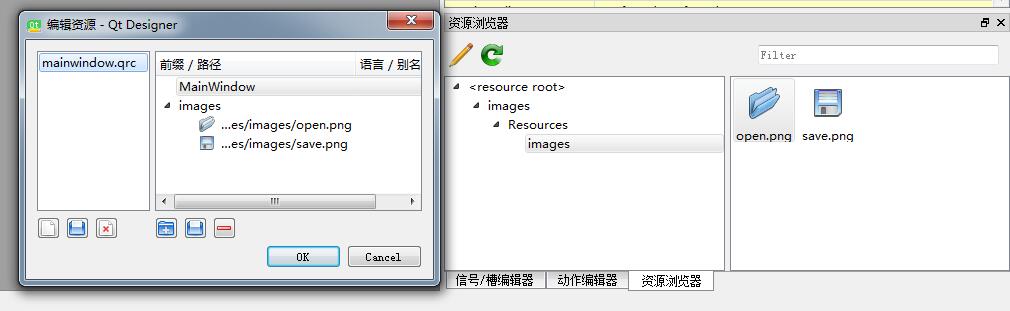 编辑资源 - Qt Designer
mainwindow.qrc
前缀 / 路径
语言 / 别名
MainWindow
images
...es/images/open.png
...es/images/save.png
OK
Cancel
资源浏览器
Filter
<resource root>
images
Resources
images
open.png
save.png
信号/槽编辑器
动作编辑器
资源浏览器